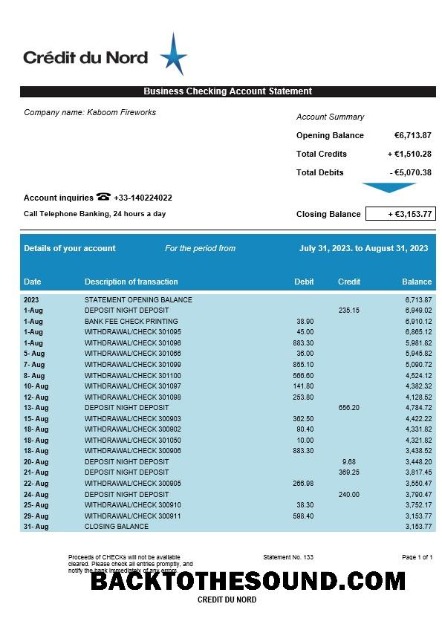 Crédit du Nord
Business Checking Account Statement
Company name: Kaboom Fireworks
Account Summary
Opening Balance €6,713.87
Total Credits + €1,510.28
Total Debits - €5,070.38
Account inquiries ☎ +33-140224022
Call Telephone Banking, 24 hours a day
Closing Balance + €3,153.77
Details of your account For the period from July 31, 2023. to August 31, 2023
Date Description of transaction Debit Credit Balance
2023 STATEMENT OPENING BALANCE 6,713.87
1-Aug DEPOSIT NIGHT DEPOSIT 235.15 6,949.02
1-Aug BANK FEE CHECK PRINTING 38.90 6,910.12
1-Aug WITHDRAWAL/CHECK 301095 45.00 6,865.12
1-Aug WITHDRAWAL/CHECK 301096 883.30 5,981.82
5- Aug WITHDRAWAL/CHECK 301066 36.00 5,945.82
7- Aug WITHDRAWAL/CHECK 301099 855.10 5,090.72
8- Aug WITHDRAWAL/CHECK 301100 566.60 4,524.12
10- Aug WITHDRAWAL/CHECK 301097 141.80 4,382.32
12- Aug WITHDRAWAL/CHECK 301098 253.80 4,128.52
13- Aug DEPOSIT NIGHT DEPOSIT 656.20 4,784.72
15- Aug WITHDRAWAL/CHECK 300903 362.50 4,422.22
18- Aug WITHDRAWAL/CHECK 300902 90.40 4,331.82
18- Aug WITHDRAWAL/CHECK 301050 10.00 4,321.82
18- Aug WITHDRAWAL/CHECK 300906 883.30 3,438.52
20- Aug DEPOSIT NIGHT DEPOSIT 9.68 3,448.20
21- Aug DEPOSIT NIGHT DEPOSIT 369.25 3,817.45
22- Aug WITHDRAWAL/CHECK 300905 266.98 3,550.47
24- Aug DEPOSIT NIGHT DEPOSIT 240.00 3,790.47
25- Aug WITHDRAWAL/CHECK 300910 38.30 3,752.17
29- Aug WITHDRAWAL/CHECK 300911 598.40 3,153.77
31- Aug CLOSING BALANCE 3,153.77
Proceeds of CHECKs will not be available Statement No. 133 Page 1 of 1
cleared. Please check all entries promptly, and
notify the bank immediately of any errors
BACKTOTHESOUND.COM
CREDIT DU NORD